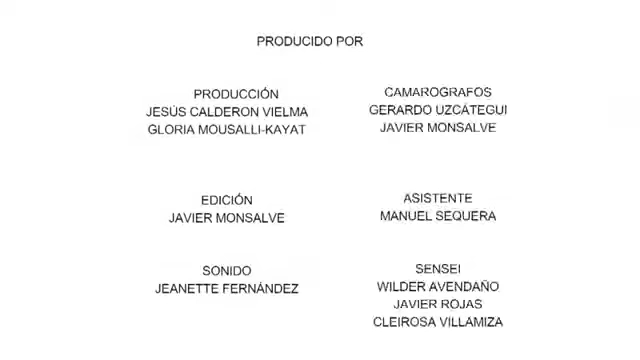 PRODUCIDO POR
PRODUCCIÓN
JESÚS CALDERON VIELMA
GLORIA MOUSALLI-KAYAT
CAMAROGRAFOS
GERARDO UZCÁTEGUI
JAVIER MONSALVE
EDICIÓN
JAVIER MONSALVE
ASISTENTE
MANUEL SEQUERA
SONIDO
JEANETTE FERNÁNDEZ
SENSEI
WILDER AVENDAÑO
JAVIER ROJAS
CLEIROSA VILLAMIZA